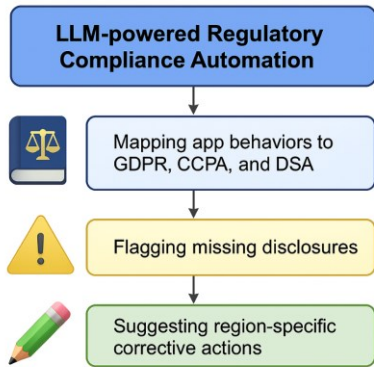 LLM-powered Regulatory
Compliance Automation
Mapping app behaviors to
GDPR, CCPA, and DSA
Flagging missing disclosures
Suggesting region-specific
corrective actions